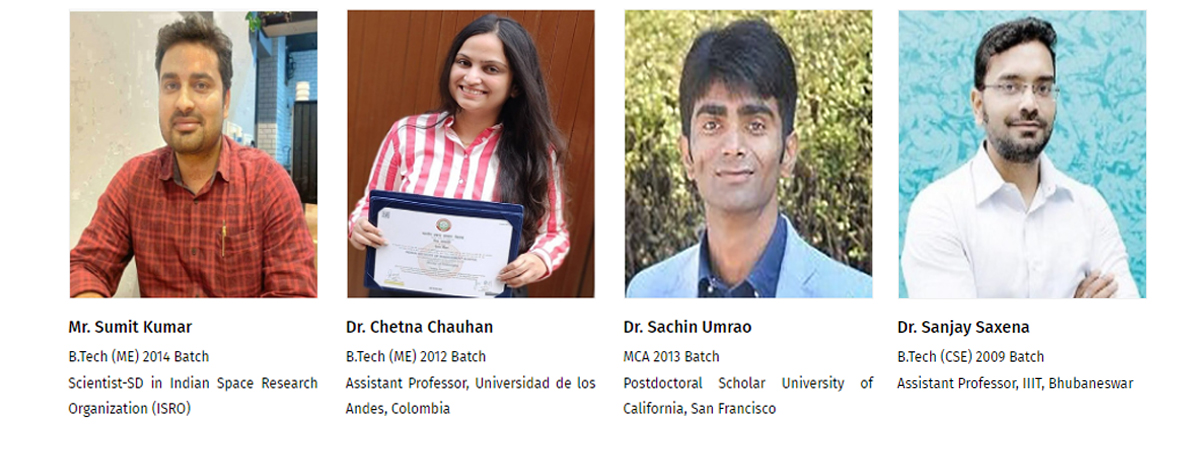 Mr. Sumit Kumar
B.Tech (ME) 2014 Batch
Scientist-SD in Indian Space Research
Organization (ISRO)
Dr. Chetna Chauhan
B.Tech (ME) 2012 Batch
Assistant Professor, Universidad de los
Andes, Colombia
Dr. Sachin Umrao
MCA 2013 Batch
Postdoctoral Scholar University of
California, San Francisco
Dr. Sanjay Saxena
B.Tech (CSE) 2009 Batch
Assistant Professor, IIIT, Bhubaneswar